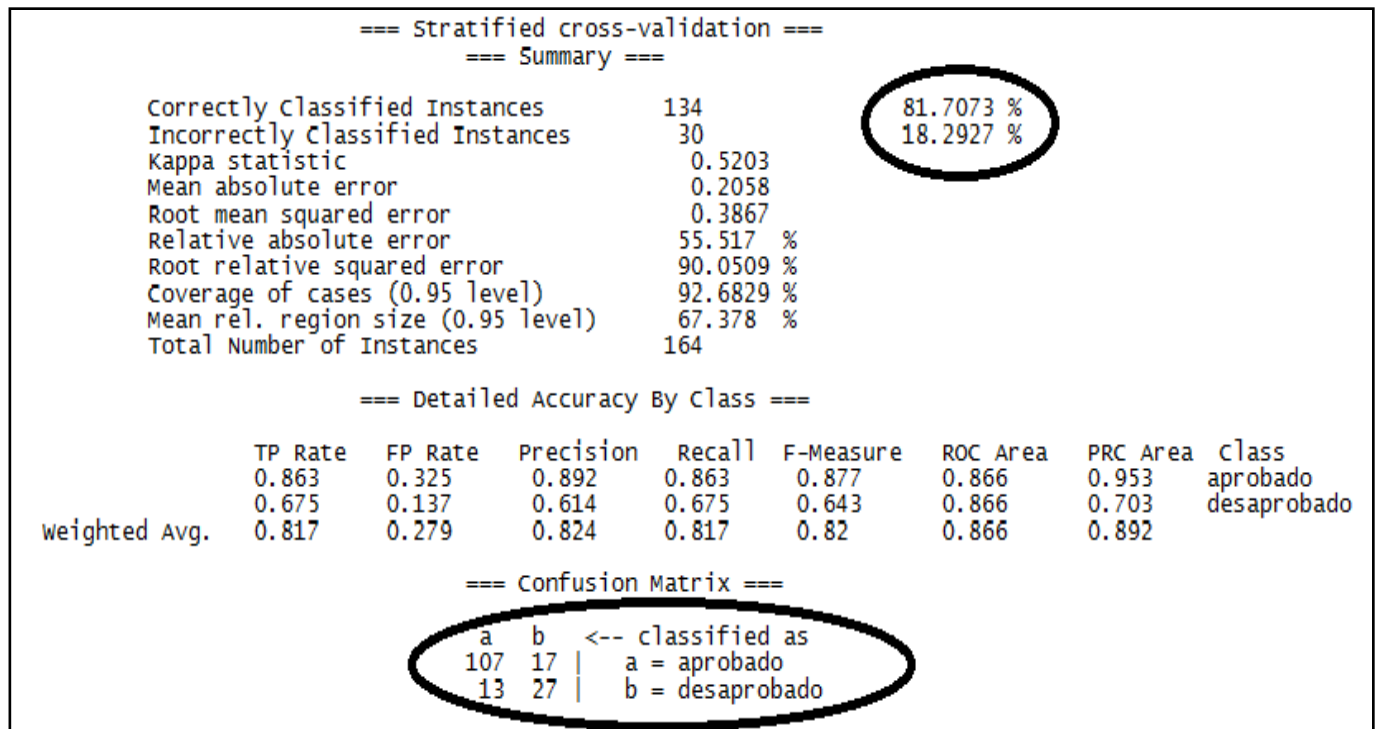 === Stratified cross-validation ===
=== Summary ===
Correctly Classified Instances 134 81.7073 %
Incorrectly Classified Instances 30 18.2927 %
Kappa statistic 0.5203
Mean absolute error 0.2058
Root mean squared error 0.3867
Relative absolute error 55.517 %
Root relative squared error 90.0509 %
Coverage of cases (0.95 level) 92.6829 %
Mean rel. region size (0.95 level) 67.378 %
Total Number of Instances 164
=== Detailed Accuracy By Class ===
TP Rate FP Rate Precision Recall F-Measure ROC Area PRC Area Class
0.863 0.325 0.892 0.863 0.877 0.866 0.953 aprobado
0.675 0.137 0.614 0.675 0.643 0.866 0.703 desaprobado
Weighted Avg. 0.817 0.279 0.824 0.817 0.82 0.866 0.892
=== Confusion Matrix ===
a b <-- classified as
107 17 | a = aprobado
13 27 | b = desaprobado